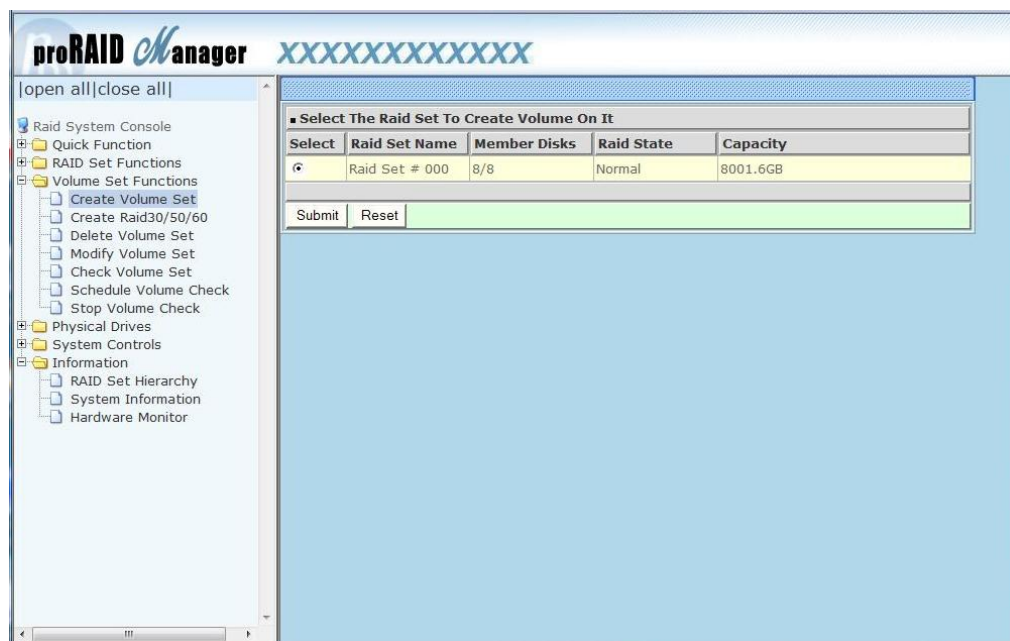 proRAID Manager XXXXXXXXXXXX
|open all|close all|
Raid System Console
Quick Function
RAID Set Functions
Volume Set Functions
Create Volume Set
Create Raid30/50/60
Delete Volume Set
Modify Volume Set
Check Volume Set
Schedule Volume Check
Stop Volume Check
Physical Drives
System Controls
Information
RAID Set Hierarchy
System Information
Hardware Monitor
Select The Raid Set To Create Volume On It
Select Raid Set Name Member Disks Raid State Capacity
Raid Set # 000 8/8 Normal 8001.6GB
Submit Reset